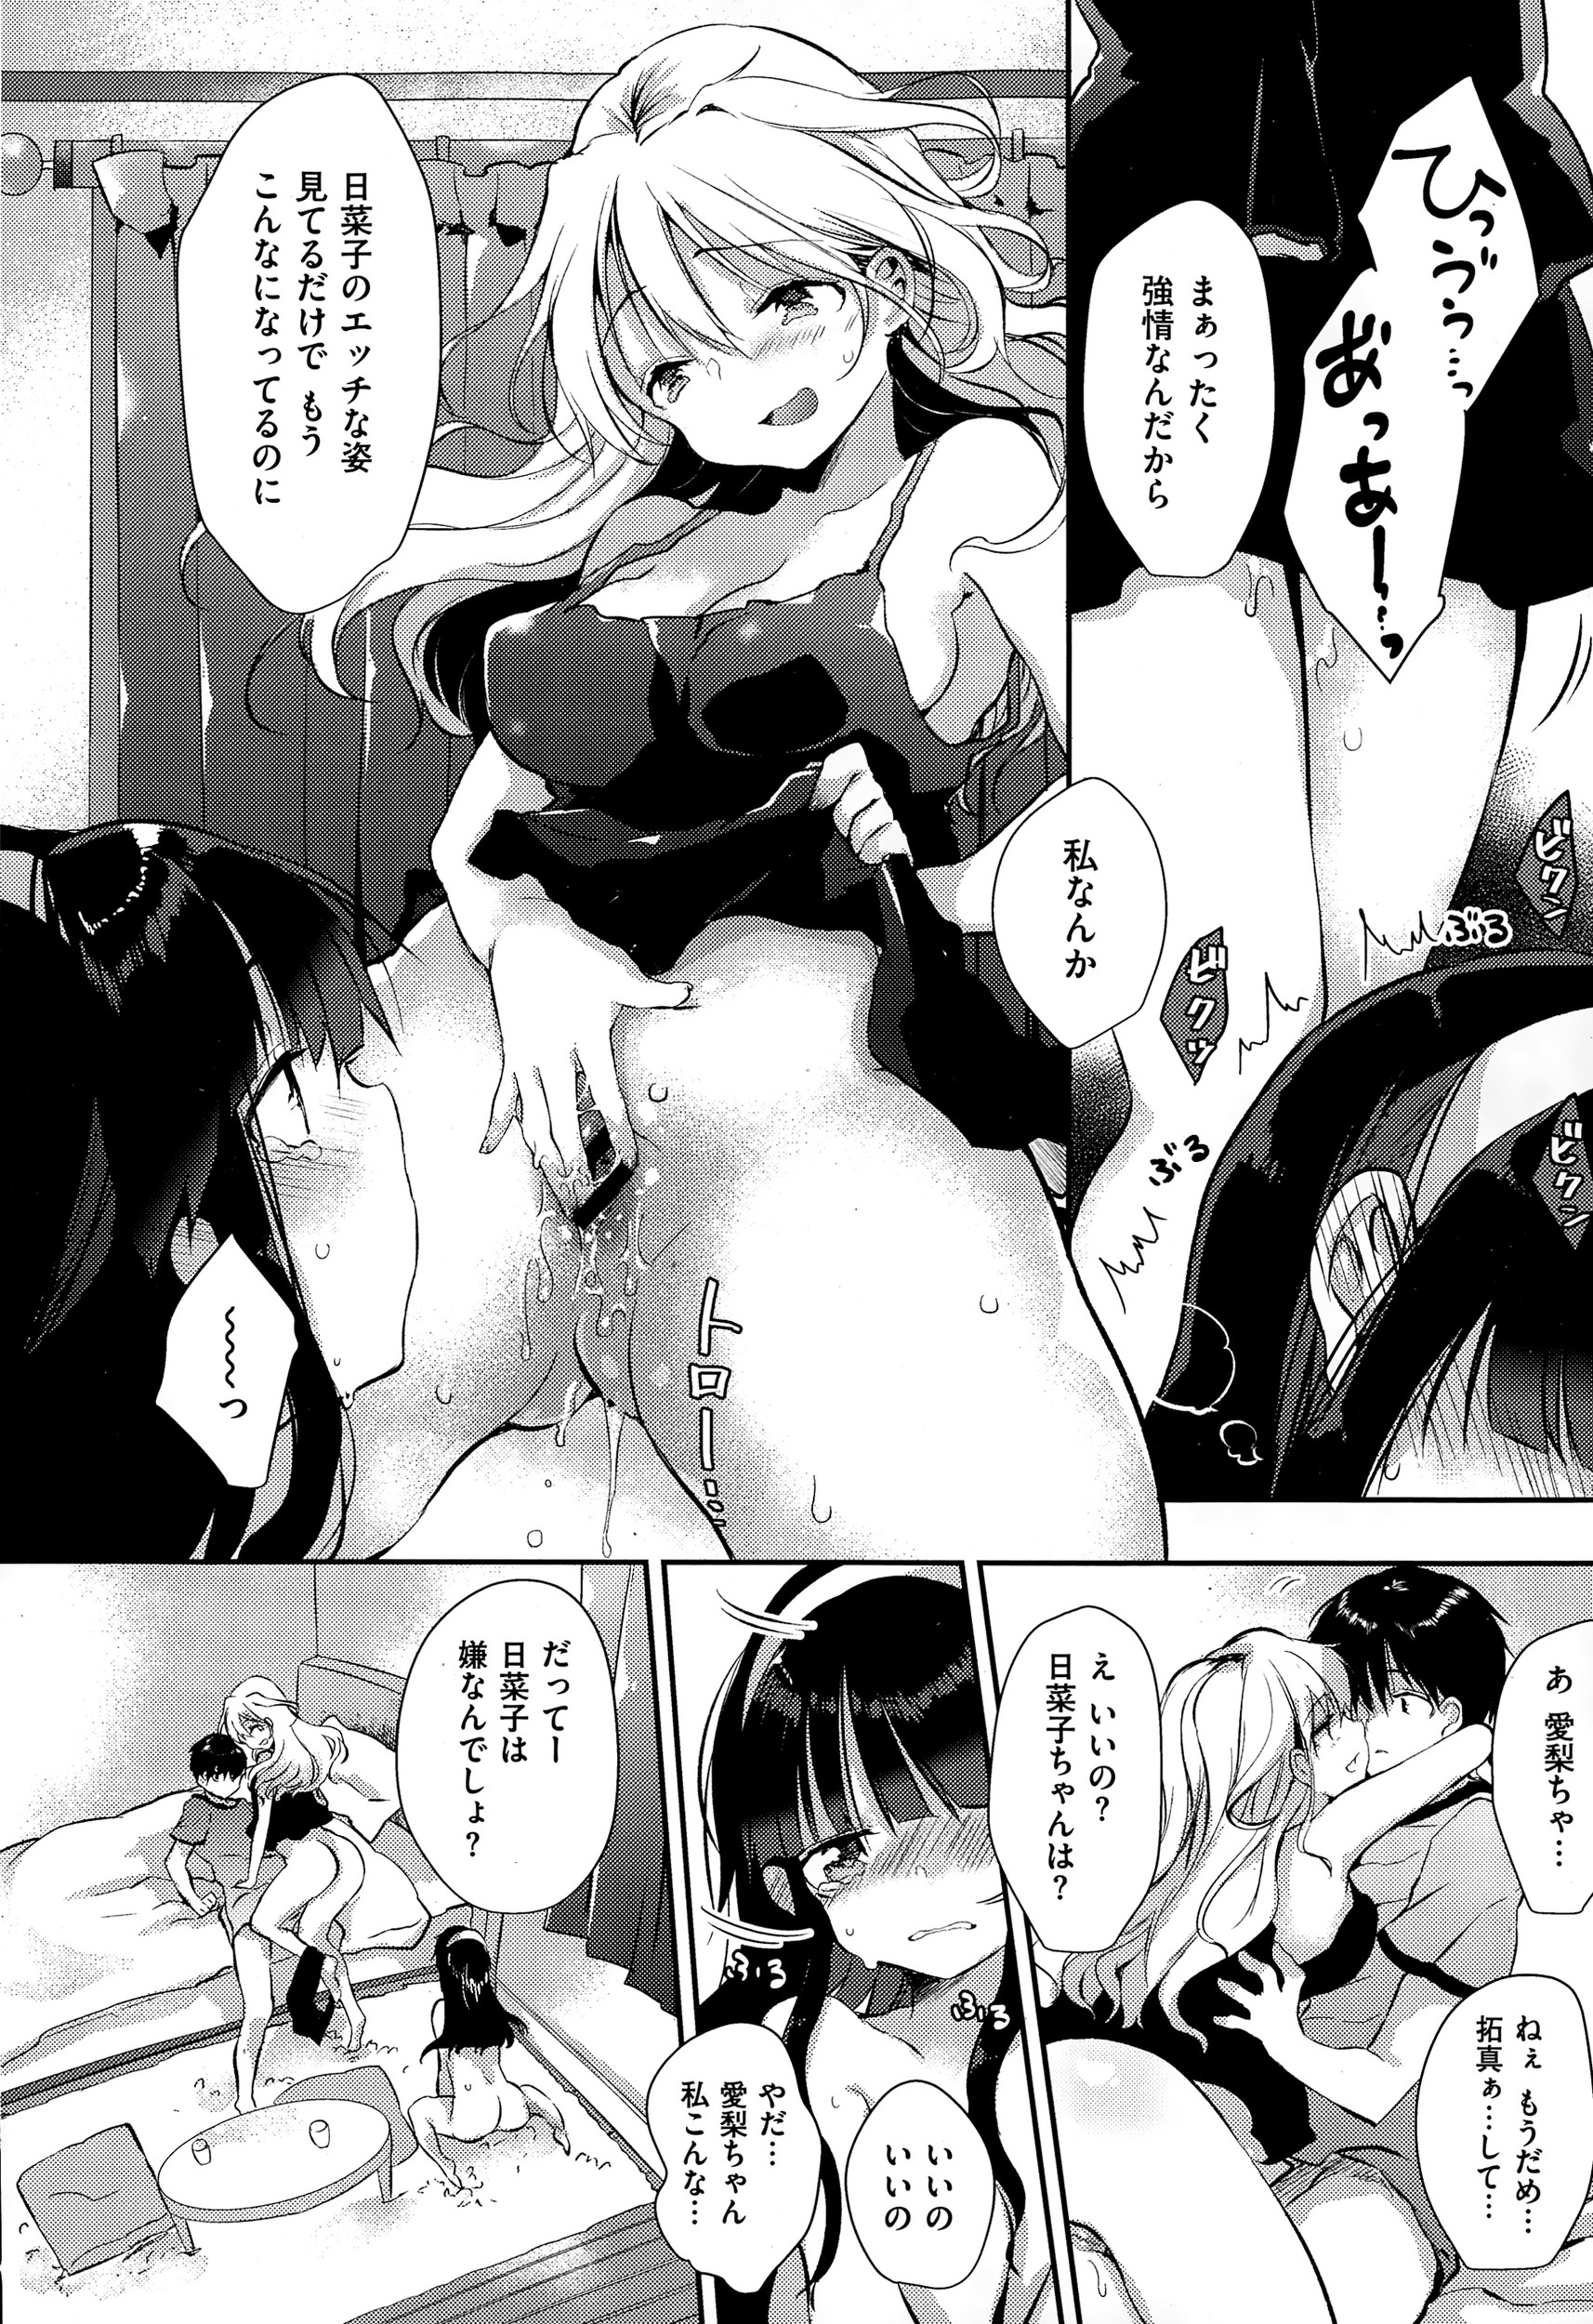 ひっづぅ…っ
あっあー…っ
まぁったく
強情なんだから
ビクン
ぶる
ビクッ
ぶる
ビクン
私なんか
日菜子のエッチな姿
見てるだけで もう
こんなになってるのに
トロー…
～～～っ
あ 愛梨ちゃ…
ねぇ もうだめ…
拓真ぁ…して…
え いいの？
日菜子ちゃんは？
いいの
いいの
ふる
ふる
やだ…
愛梨ちゃん
私こんな…
だってー
日菜子は
嫌なんでしょ？